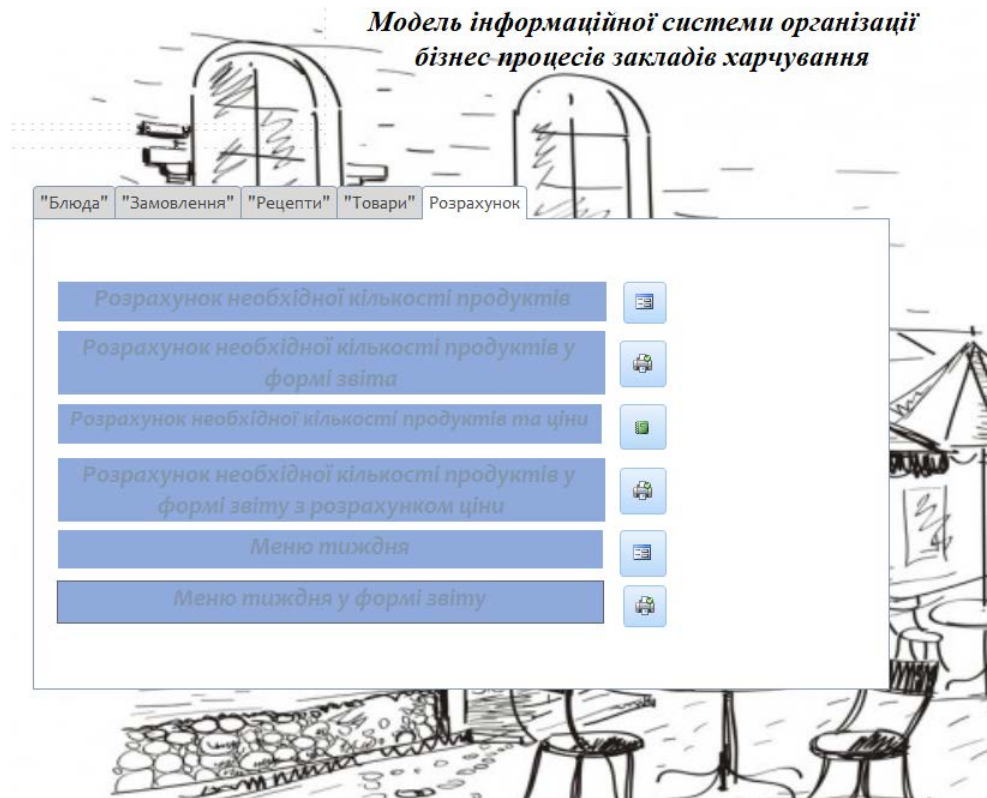 Модель інформаційної системи організації
бізнес процесів закладів харчування
"Блюда" "Замовлення" "Рецепти" "Товари" Розрахунок
Розрахунок необхідної кількості продуктів
Розрахунок необхідної кількості продуктів у
формі звіта
Розрахунок необхідної кількості продуктів та ціни
Розрахунок необхідної кількості продуктів у
формі звіту з розрахунком ціни
Меню тиждня
Меню тиждня у формі звіту